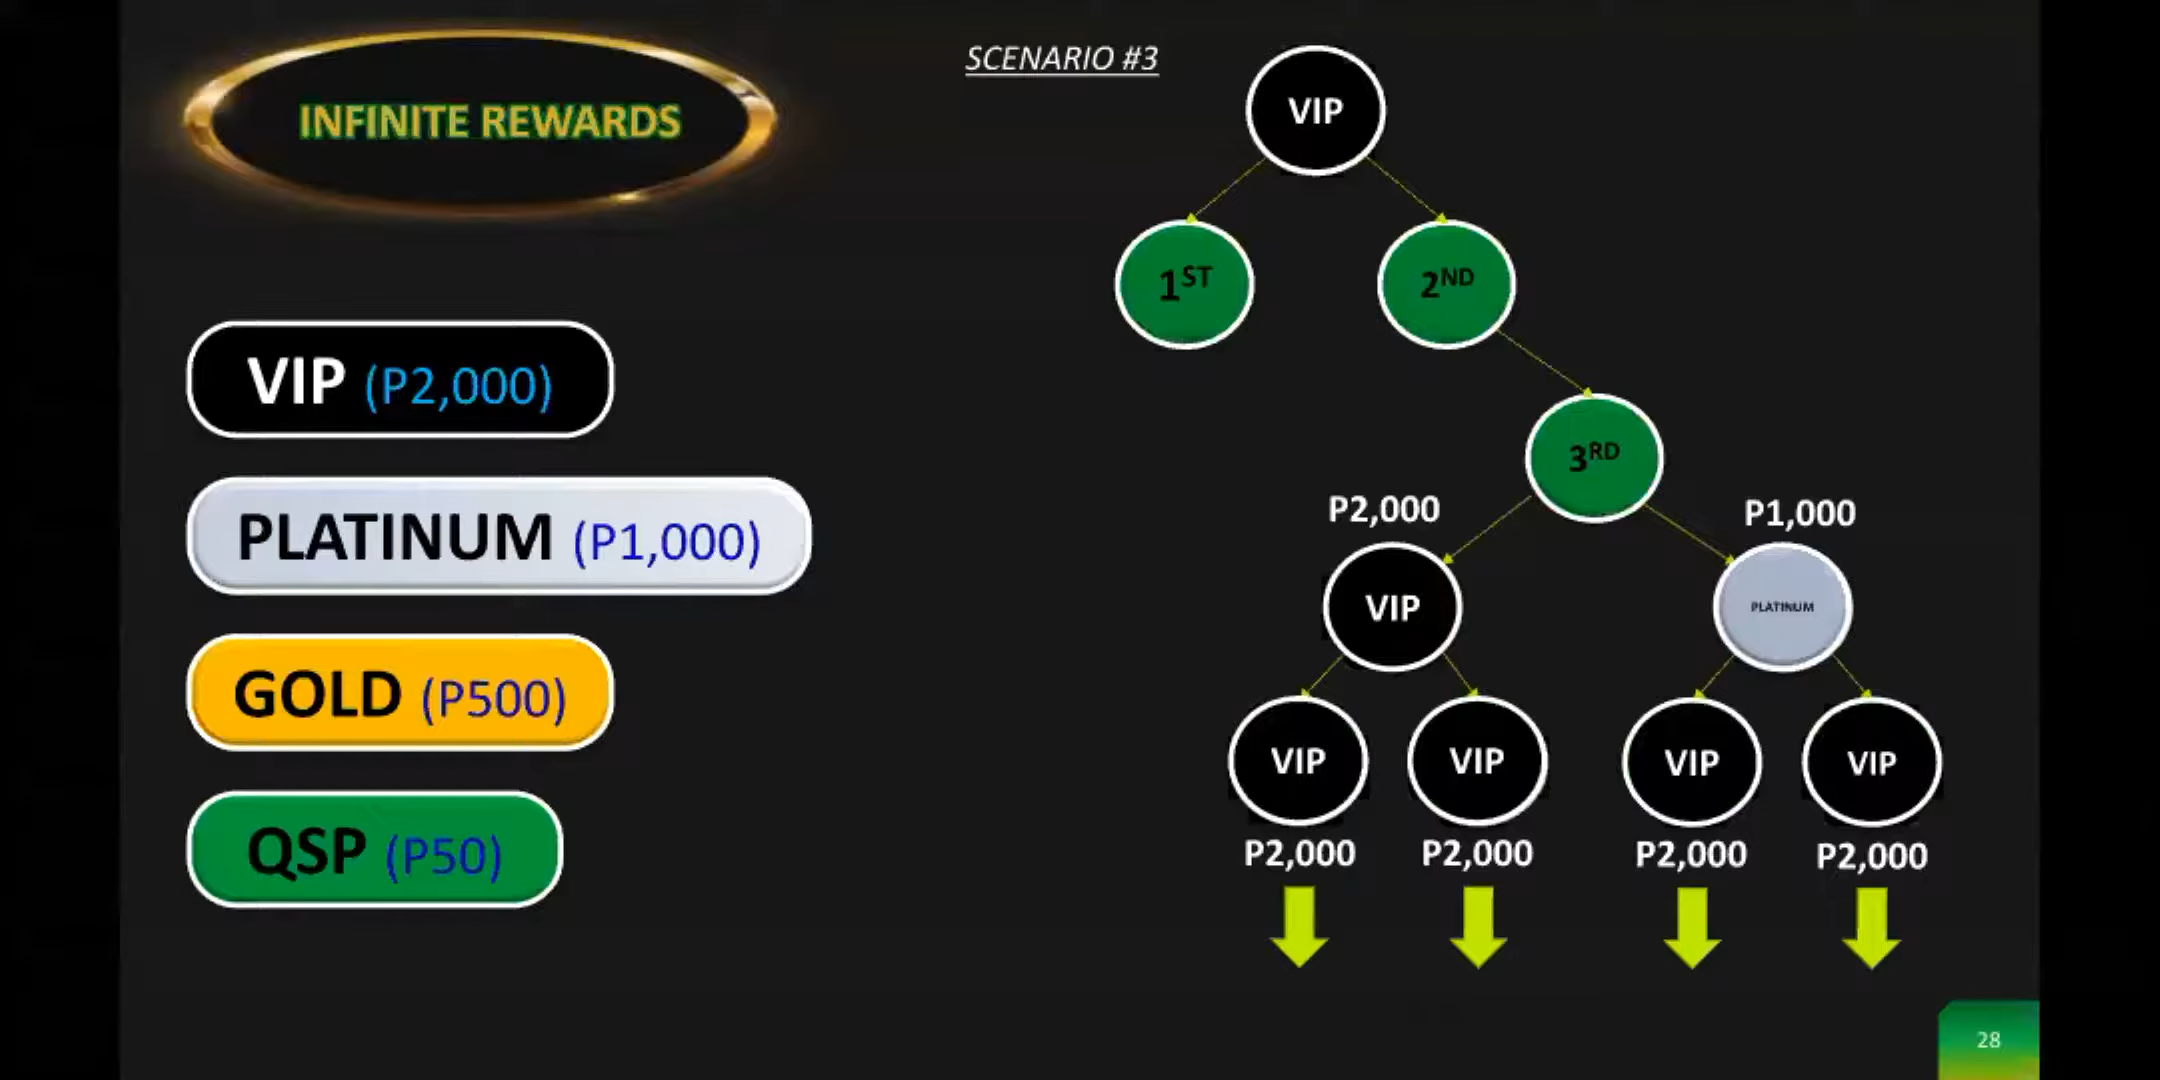 INFINITE REWARDS
SCENARIO #3
VIP
1ST
2ND
3RD
VIP (P2,000)
PLATINUM (P1,000)
GOLD (P500)
QSP (P50)
P2,000
P1,000
VIP
PLATINUM
VIP
VIP
VIP
VIP
P2,000
P2,000
P2,000
P2,000
28